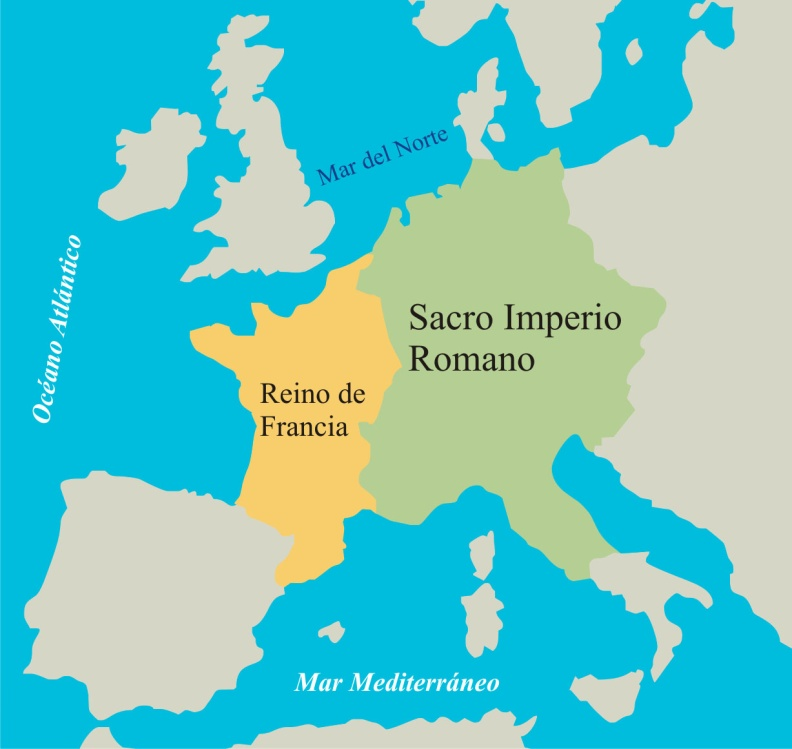 Mar del Norte
Océano Atlántico
Sacro Imperio
Romano
Reino de
Francia
Mar Mediterráneo